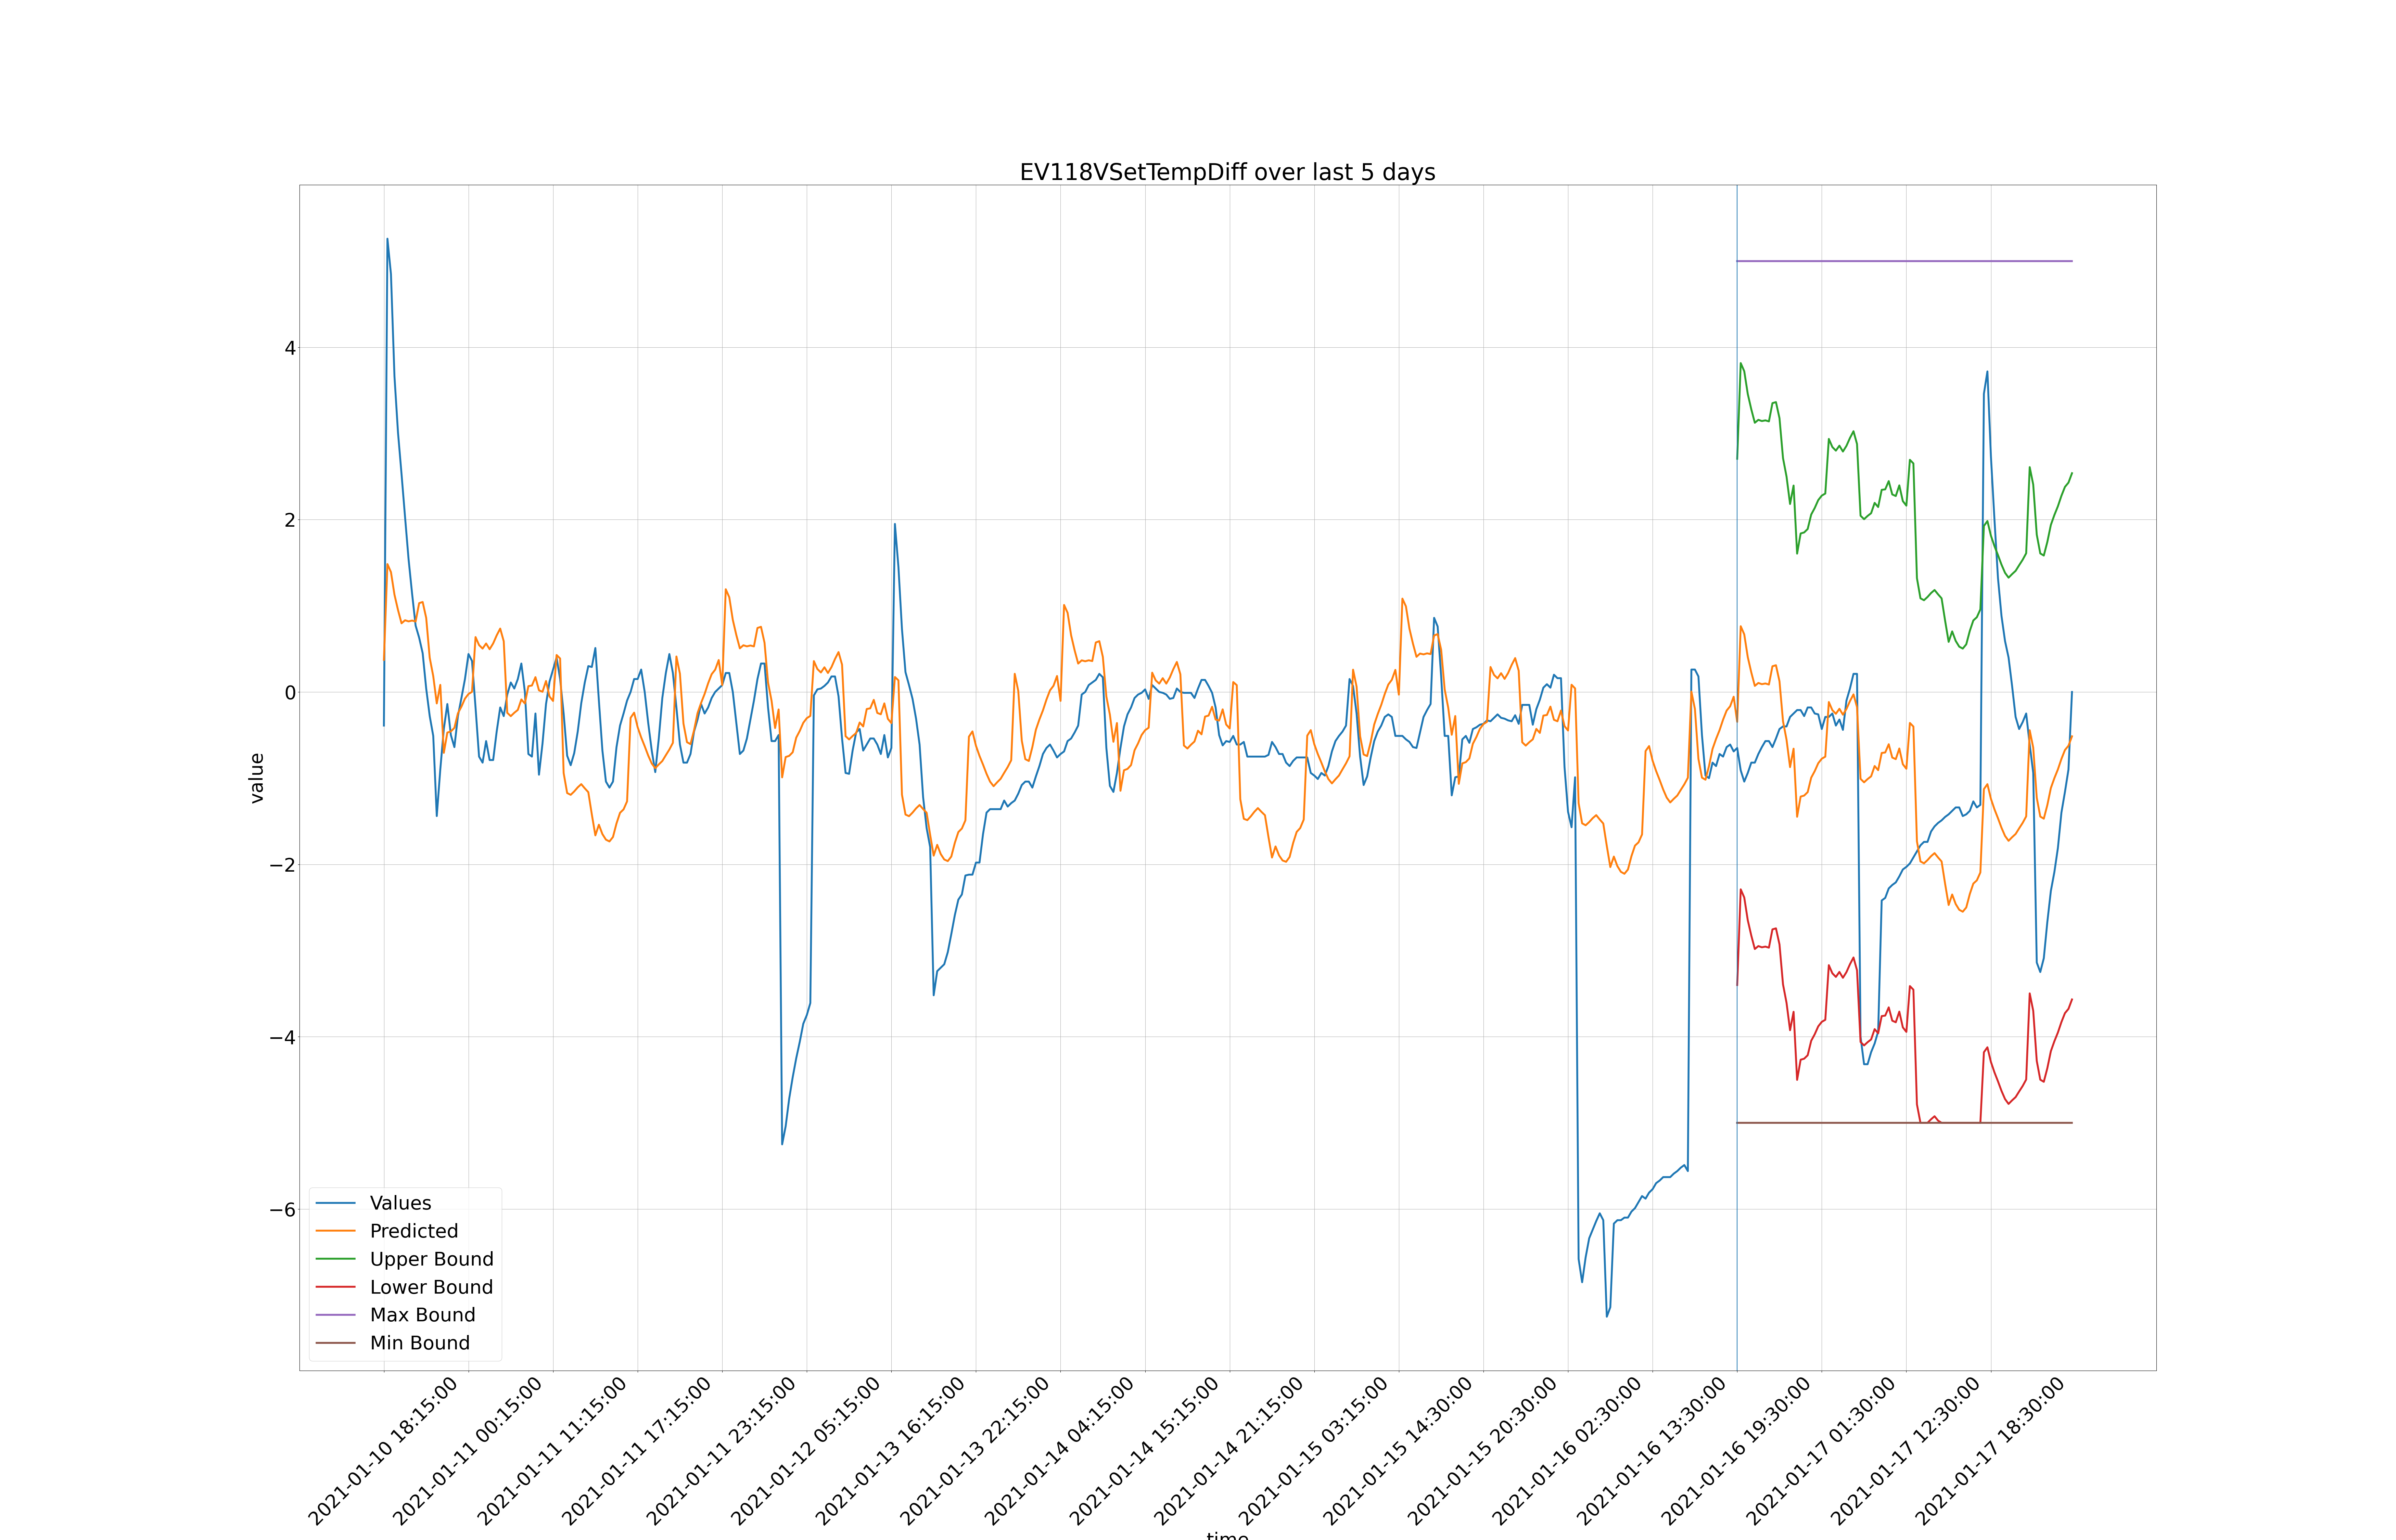 EV118VSetTempDiff over last 5 days
value
4
2
0
−2
−4
−6
Values
Predicted
Upper Bound
Lower Bound
Max Bound
Min Bound
2021-01-10 18:15:00
2021-01-11 00:15:00
2021-01-11 11:15:00
2021-01-11 17:15:00
2021-01-11 23:15:00
2021-01-12 05:15:00
2021-01-13 16:15:00
2021-01-13 22:15:00
2021-01-14 04:15:00
2021-01-14 15:15:00
2021-01-14 21:15:00
2021-01-15 03:15:00
2021-01-15 14:30:00
2021-01-15 20:30:00
2021-01-16 02:30:00
2021-01-16 13:30:00
2021-01-16 19:30:00
2021-01-17 01:30:00
2021-01-17 12:30:00
2021-01-17 18:30:00
time